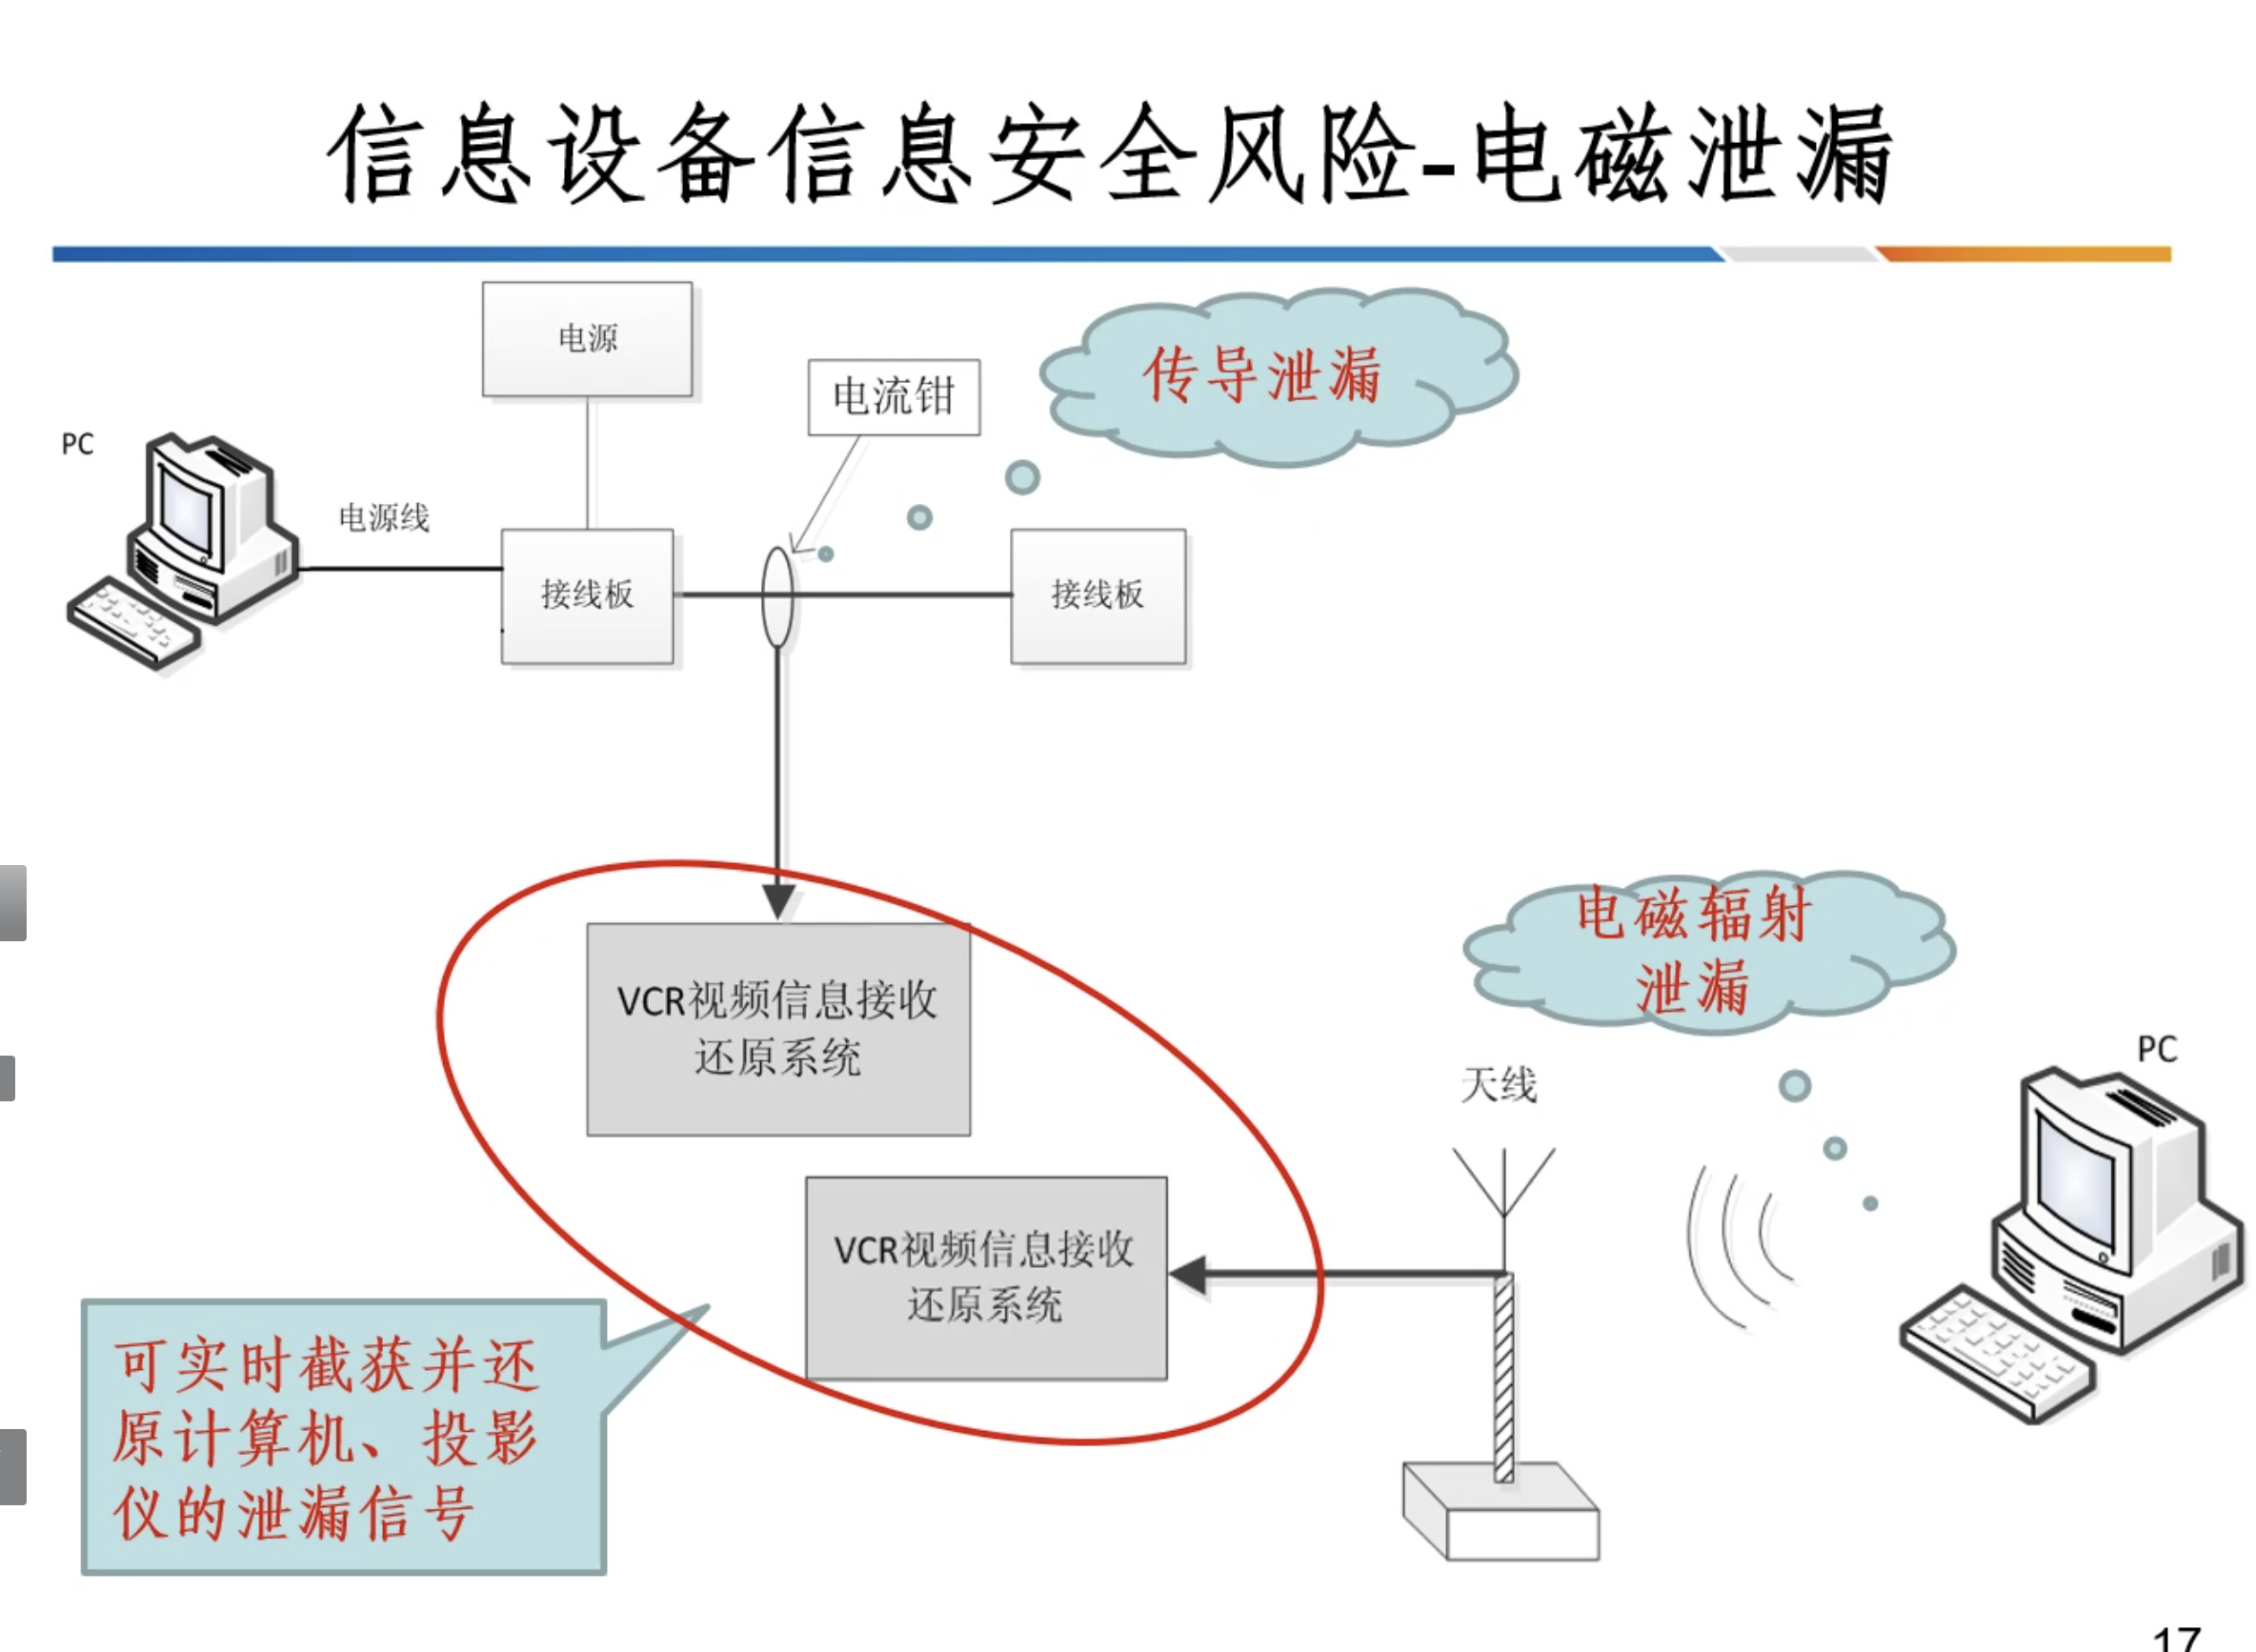 信息设备信息安全风险-电磁泄漏
电源
电流钳
传导泄漏
PC
电源线
接线板
接线板
VCR视频信息接收
还原系统
电磁辐射
泄漏
PC
天线
VCR视频信息接收
还原系统
可实时截获并还
原计算机、投影
仪的泄漏信号
17